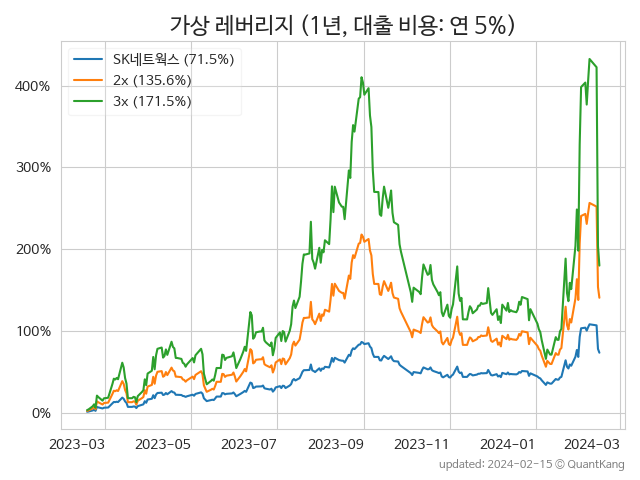 가상 레버리지 (1년, 대출 비용: 연 5%)
SK네트웍스 (71.5%)
2x (135.6%)
3x (171.5%)
400%
300%
200%
100%
0%
2023-03 2023-05 2023-07 2023-09 2023-11 2024-01 2024-03
updated: 2024-02-15 © QuantKang